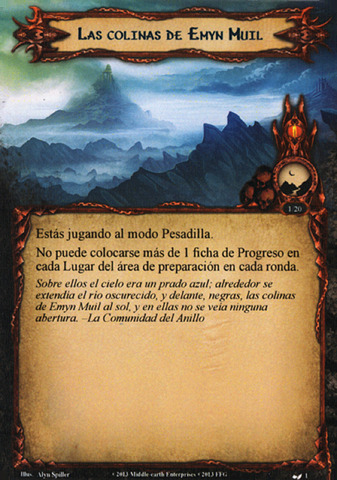 Las colinas de Emyn Muil
1/20
Estás jugando al modo Pesadilla.
No puede colocarse más de 1 ficha de Progreso en
cada Lugar del área de preparación en cada ronda.
Sobre ellos el cielo era un prado azul; alrededor se
extendía el río oscurecido, y delante, negras, las colinas
de Emyn Muil al sol, y en ellas no se veía ninguna
abertura. –La Comunidad del Anillo
Illus. Alyn Spiller
©2013 Middle-earth Enterprises ©2013 FFG
1